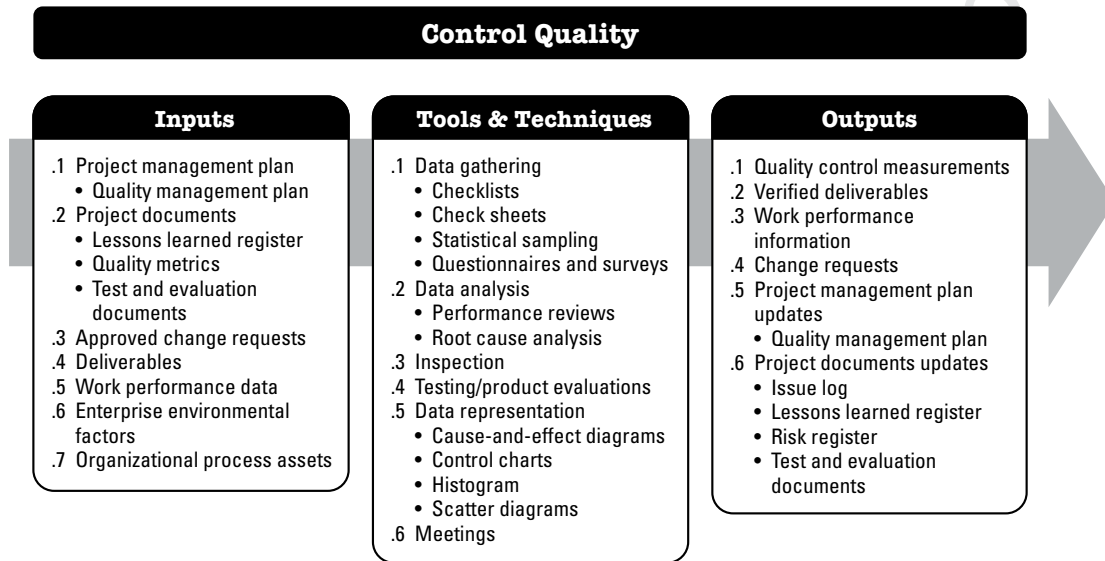 Control Quality
Inputs
.1 Project management plan
• Quality management plan
.2 Project documents
• Lessons learned register
• Quality metrics
• Test and evaluation
documents
.3 Approved change requests
.4 Deliverables
.5 Work performance data
.6 Enterprise environmental
factors
.7 Organizational process assets
Tools & Techniques
.1 Data gathering
• Checklists
• Check sheets
• Statistical sampling
• Questionnaires and surveys
.2 Data analysis
• Performance reviews
• Root cause analysis
.3 Inspection
.4 Testing/product evaluations
.5 Data representation
• Cause-and-effect diagrams
• Control charts
• Histogram
• Scatter diagrams
.6 Meetings
Outputs
.1 Quality control measurements
.2 Verified deliverables
.3 Work performance
information
.4 Change requests
.5 Project management plan
updates
• Quality management plan
.6 Project documents updates
• Issue log
• Lessons learned register
• Risk register
• Test and evaluation
documents